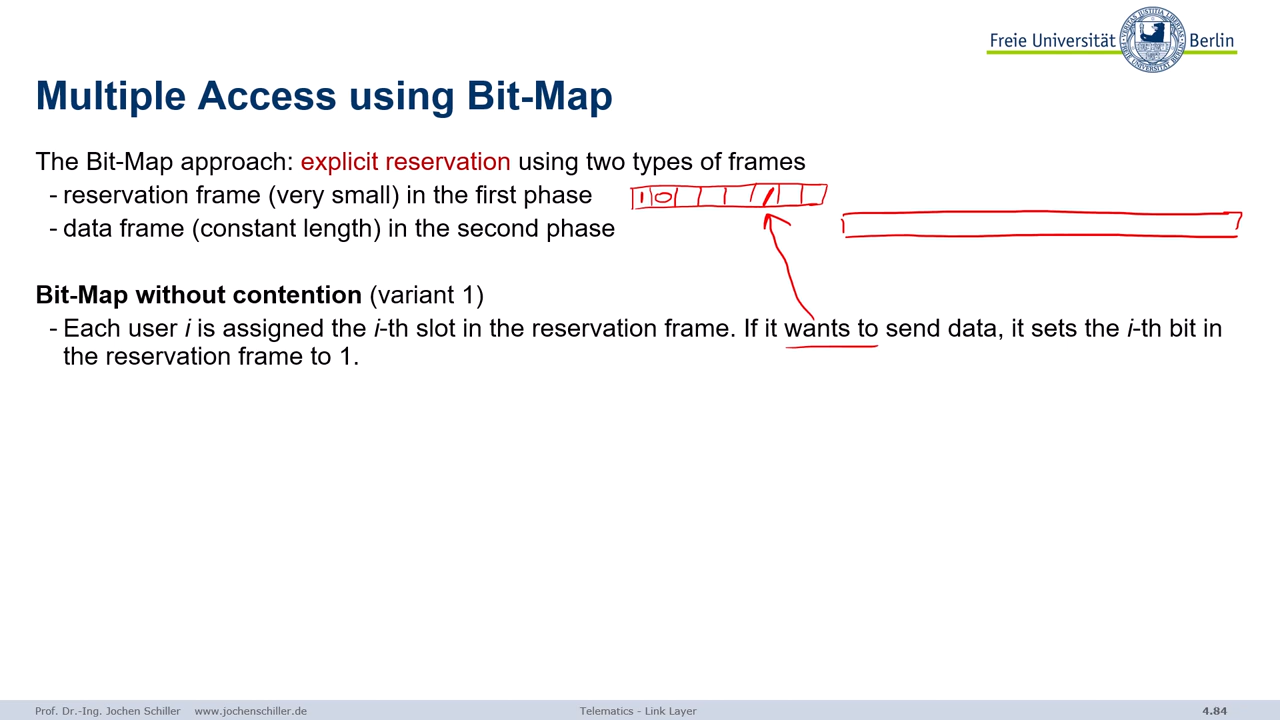 Freie Universität Berlin
Multiple Access using Bit-Map
The Bit-Map approach: explicit reservation using two types of frames
- reservation frame (very small) in the first phase
1 0 1
- data frame (constant length) in the second phase
Bit-Map without contention (variant 1)
- Each user i is assigned the i-th slot in the reservation frame. If it wants to send data, it sets the i-th bit in
the reservation frame to 1.
Prof. Dr.-Ing. Jochen Schiller www.jochenschiller.de Telematics - Link Layer 4.84